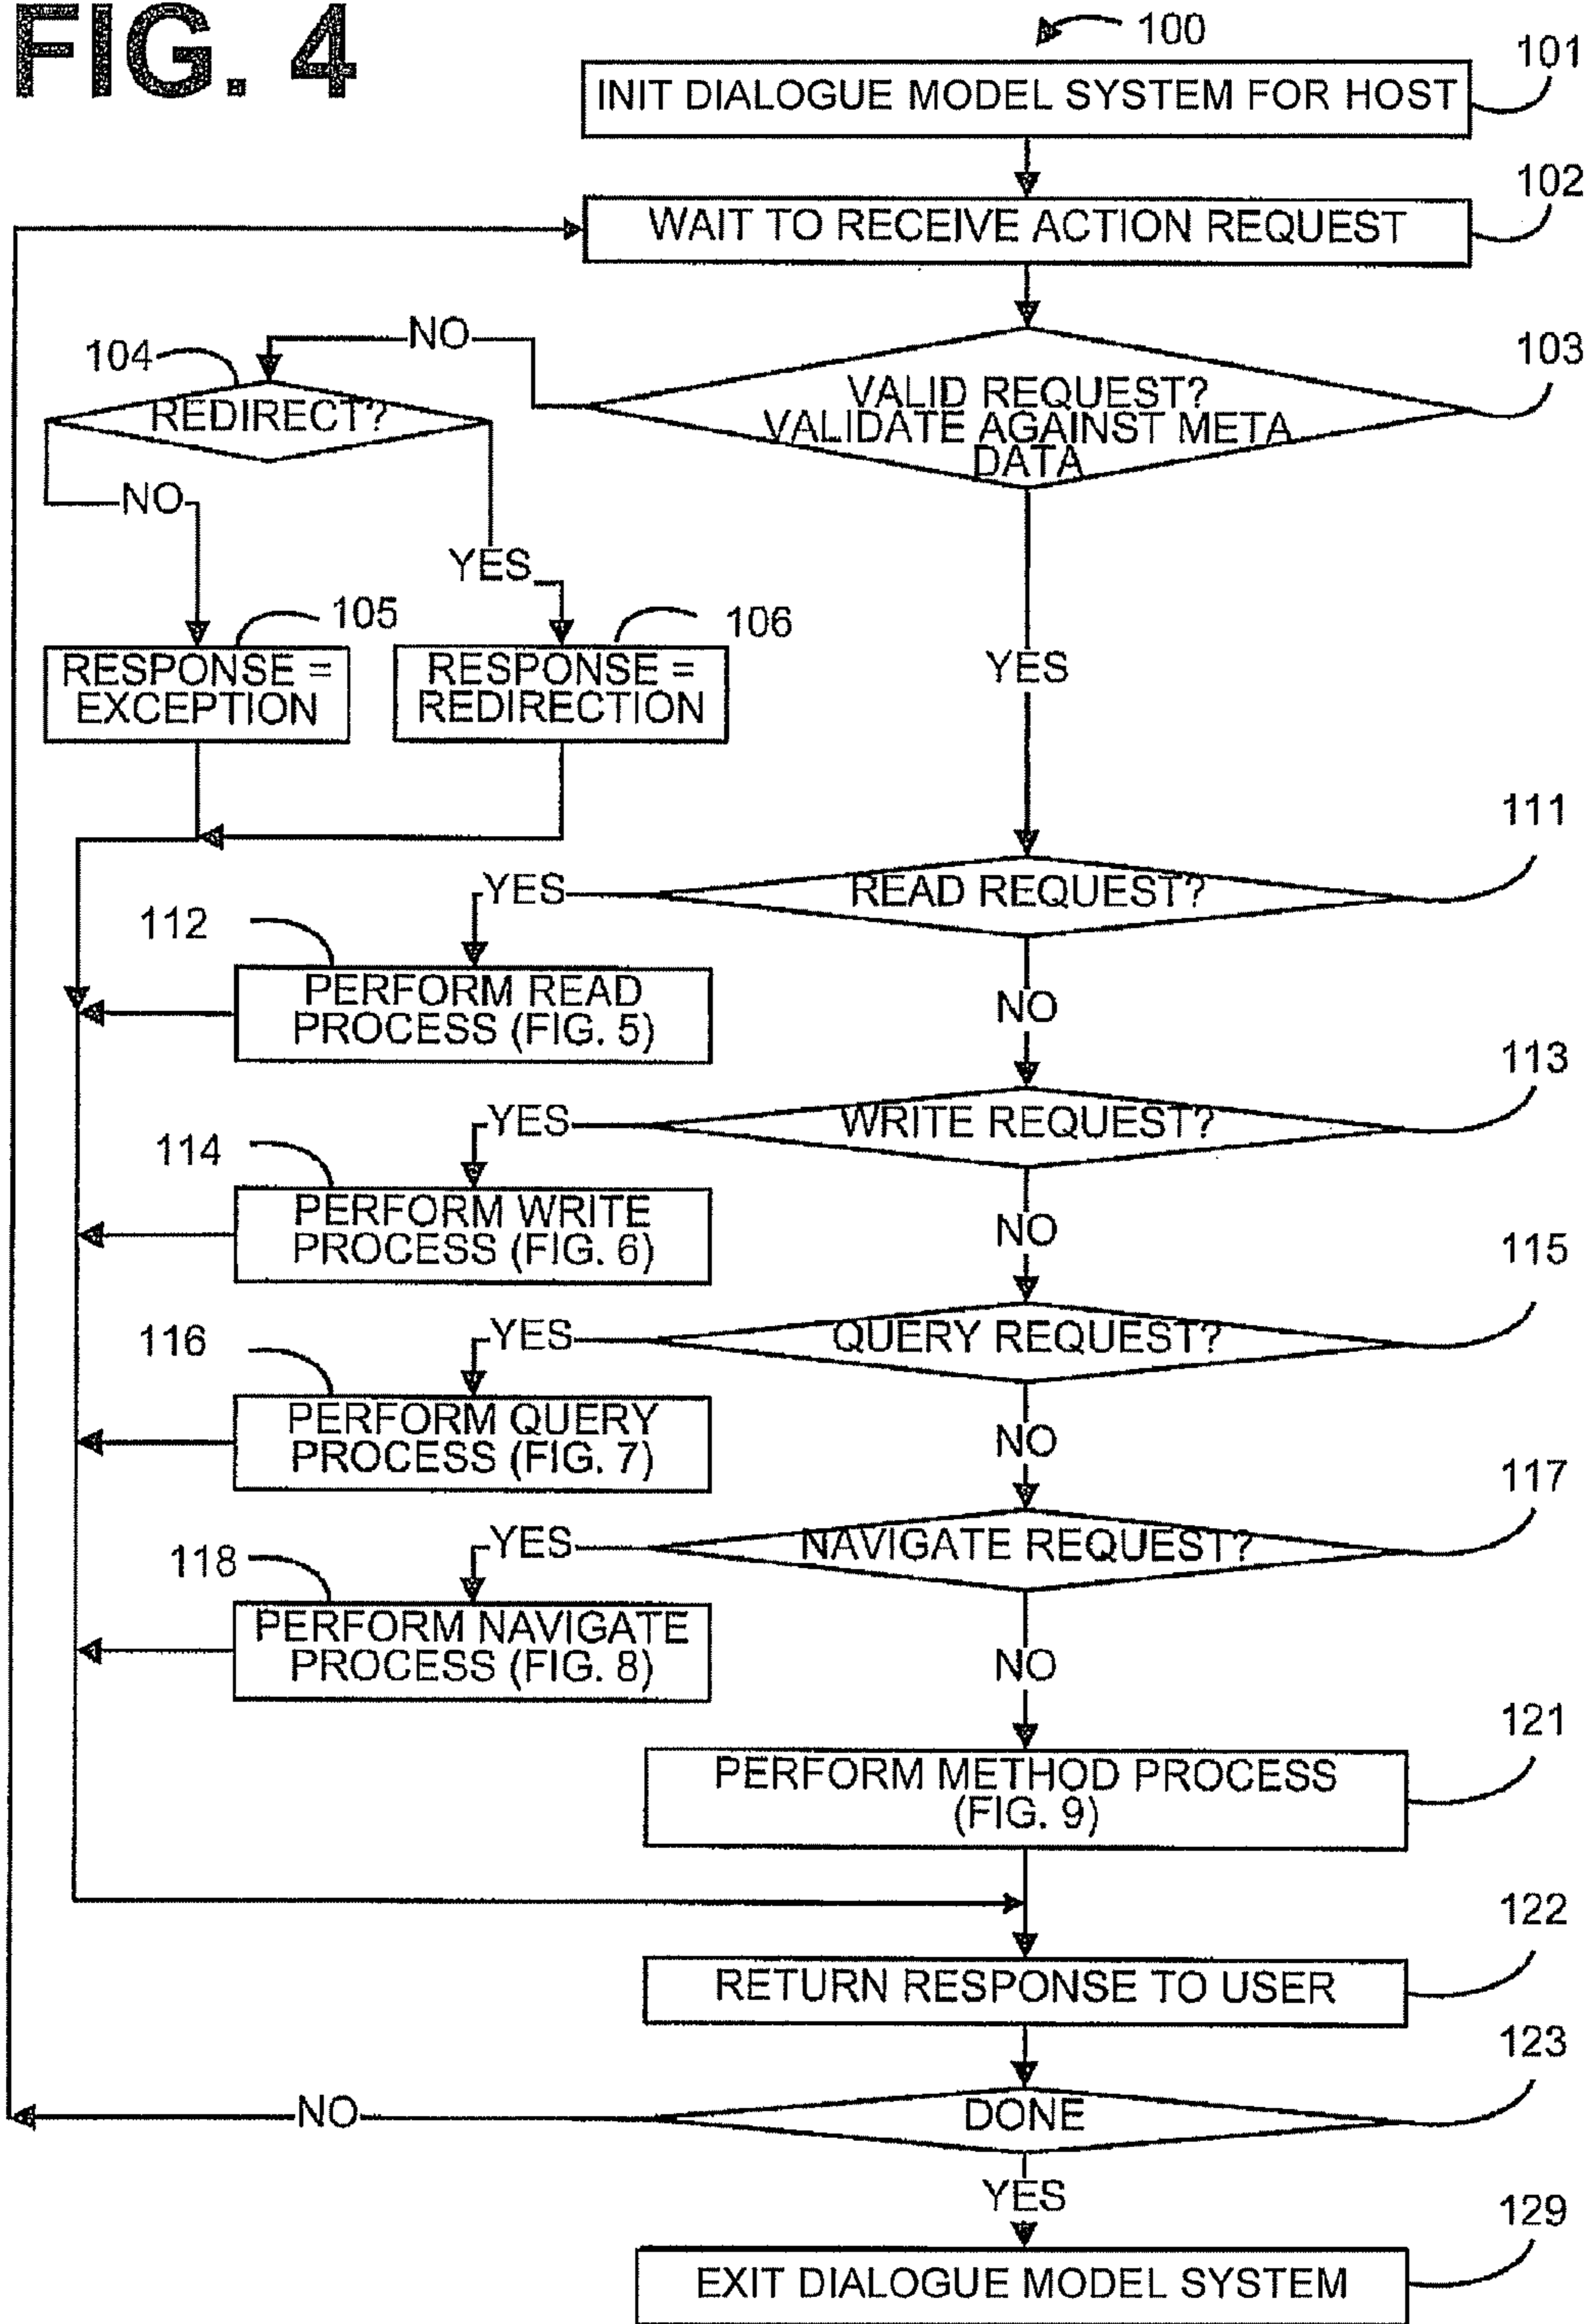 FIG. 4
100
101
INIT DIALOGUE MODEL SYSTEM FOR HOST
102
WAIT TO RECEIVE ACTION REQUEST
NO
103
104
VALID REQUEST?
VALIDATE AGAINST META
DATA
REDIRECT?
NO
YES
105
106
RESPONSE =
EXCEPTION
RESPONSE =
REDIRECTION
YES
111
READ REQUEST?
YES
112
PERFORM READ
PROCESS (FIG. 5)
NO
113
WRITE REQUEST?
YES
114
PERFORM WRITE
PROCESS (FIG. 6)
NO
115
QUERY REQUEST?
YES
116
PERFORM QUERY
PROCESS (FIG. 7)
NO
117
NAVIGATE REQUEST?
YES
118
PERFORM NAVIGATE
PROCESS (FIG. 8)
NO
121
PERFORM METHOD PROCESS
(FIG. 9)
122
RETURN RESPONSE TO USER
123
DONE
NO
YES
129
EXIT DIALOGUE MODEL SYSTEM